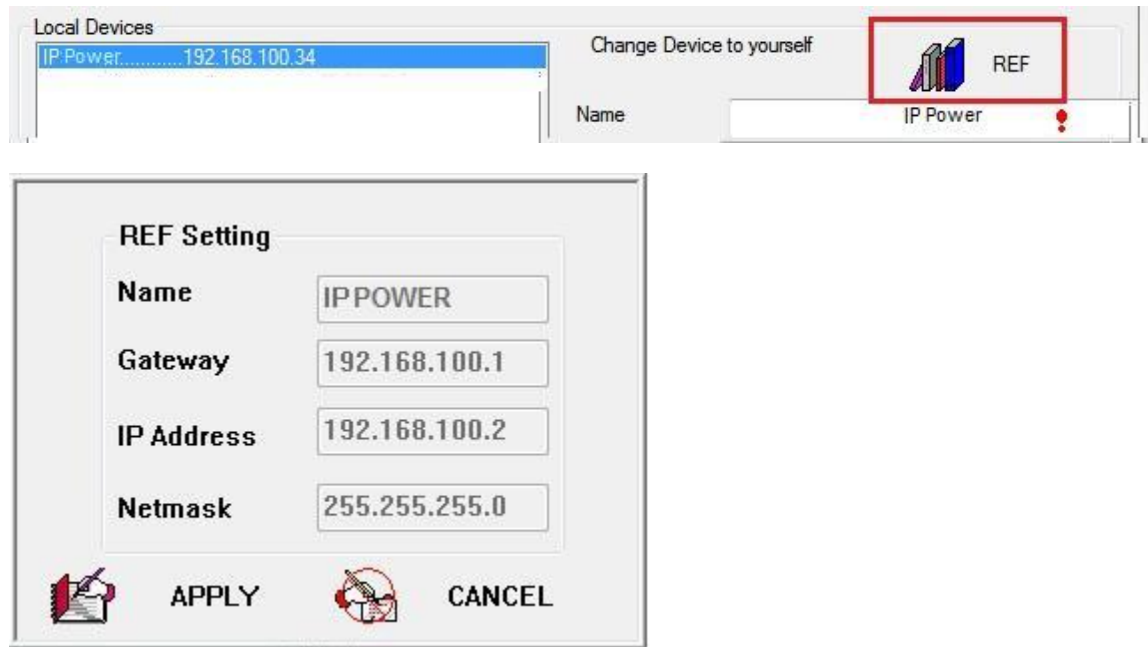 Local Devices
IP Power............192.168.100.34
Change Device to yourself
REF
Name
IP Power
REF Setting
Name
IPPOWER
Gateway
192.168.100.1
IP Address
192.168.100.2
Netmask
255.255.255.0
APPLY
CANCEL